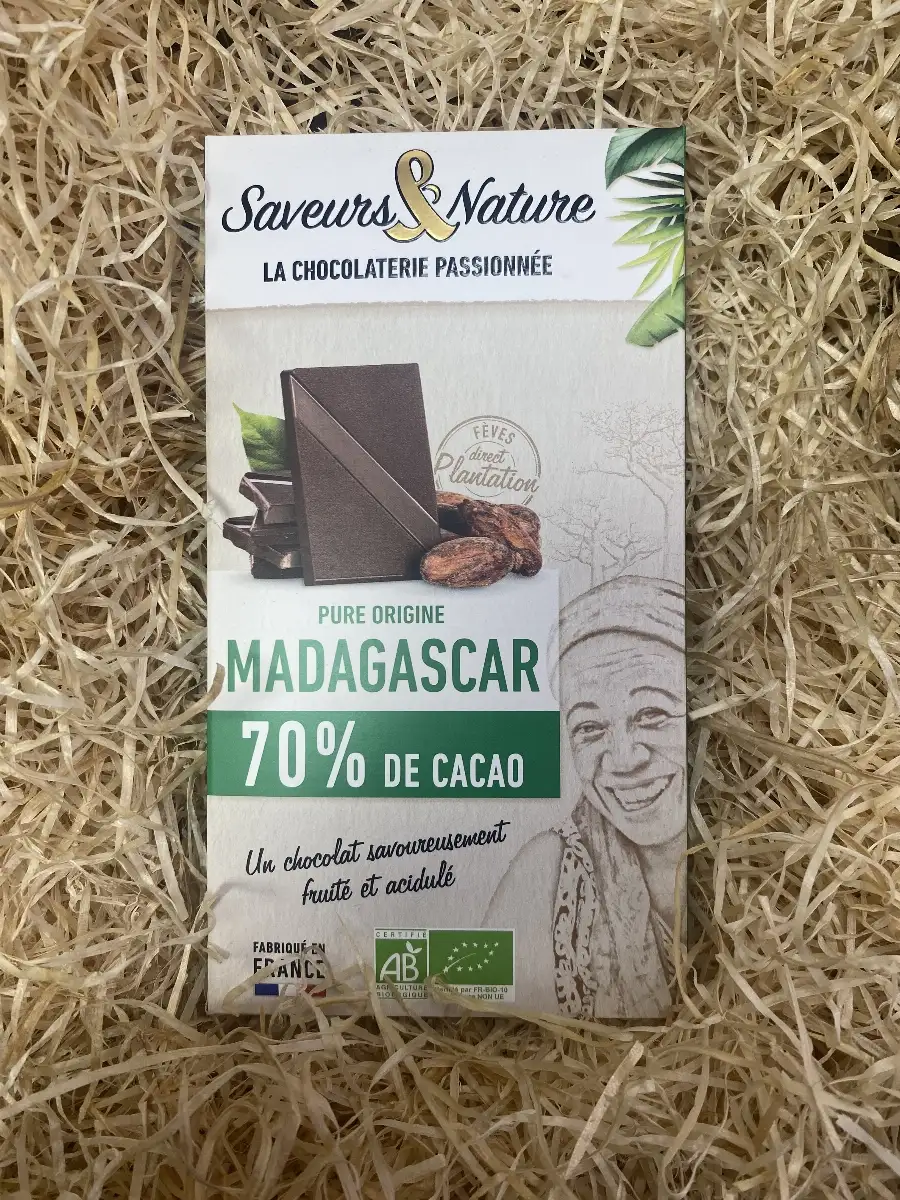 Saveurs & Nature
LA CHOCOLATERIE PASSIONNÉE
FÈVES
direct
Plantation
PURE ORIGINE
MADAGASCAR
70% DE CACAO
Un chocolat savoureusement
fruité et acidulé
FABRIQUÉ EN
FRANCE
CERTIFIÉ
AB
AGRICULTURE
BIOLOGIQUE
par FR-BIO-10
NON UE